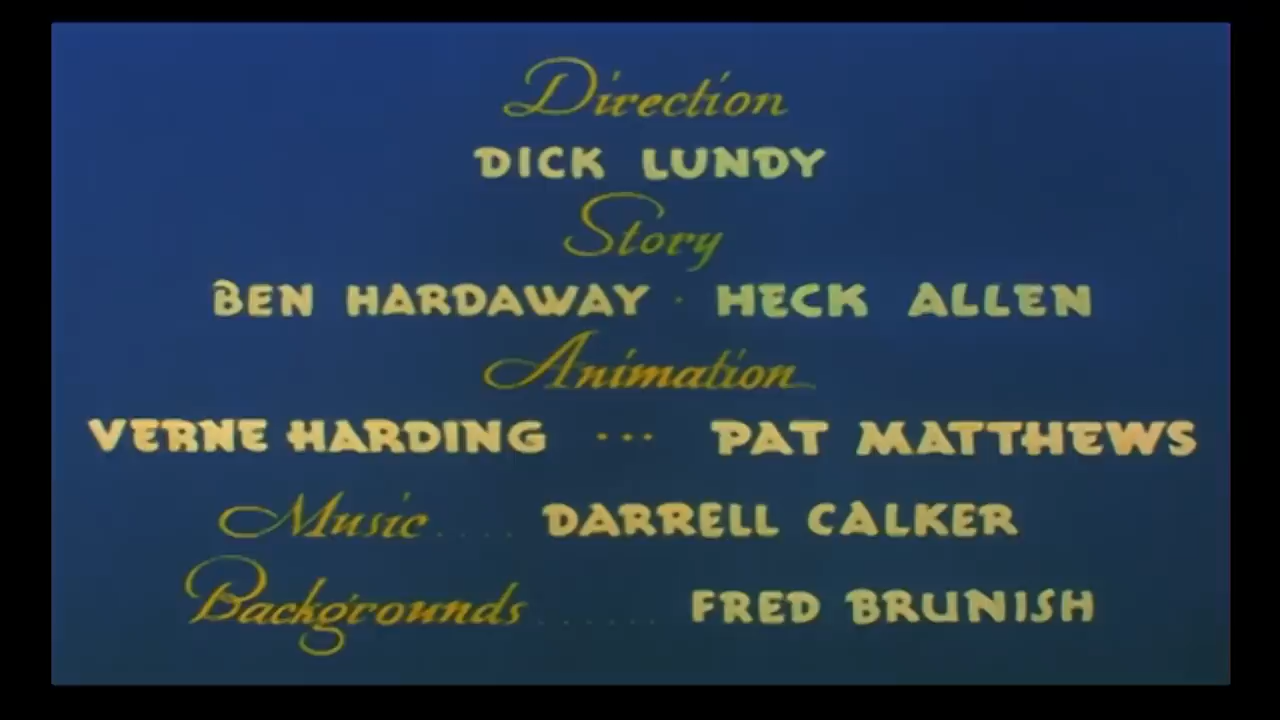 Direction
DICK LUNDY
Story
BEN HARDAWAY · HECK ALLEN
Animation
VERNE HARDING ··· PAT MATTHEWS
Music .... DARRELL CALKER
Backgrounds ...... FRED BRUNISH